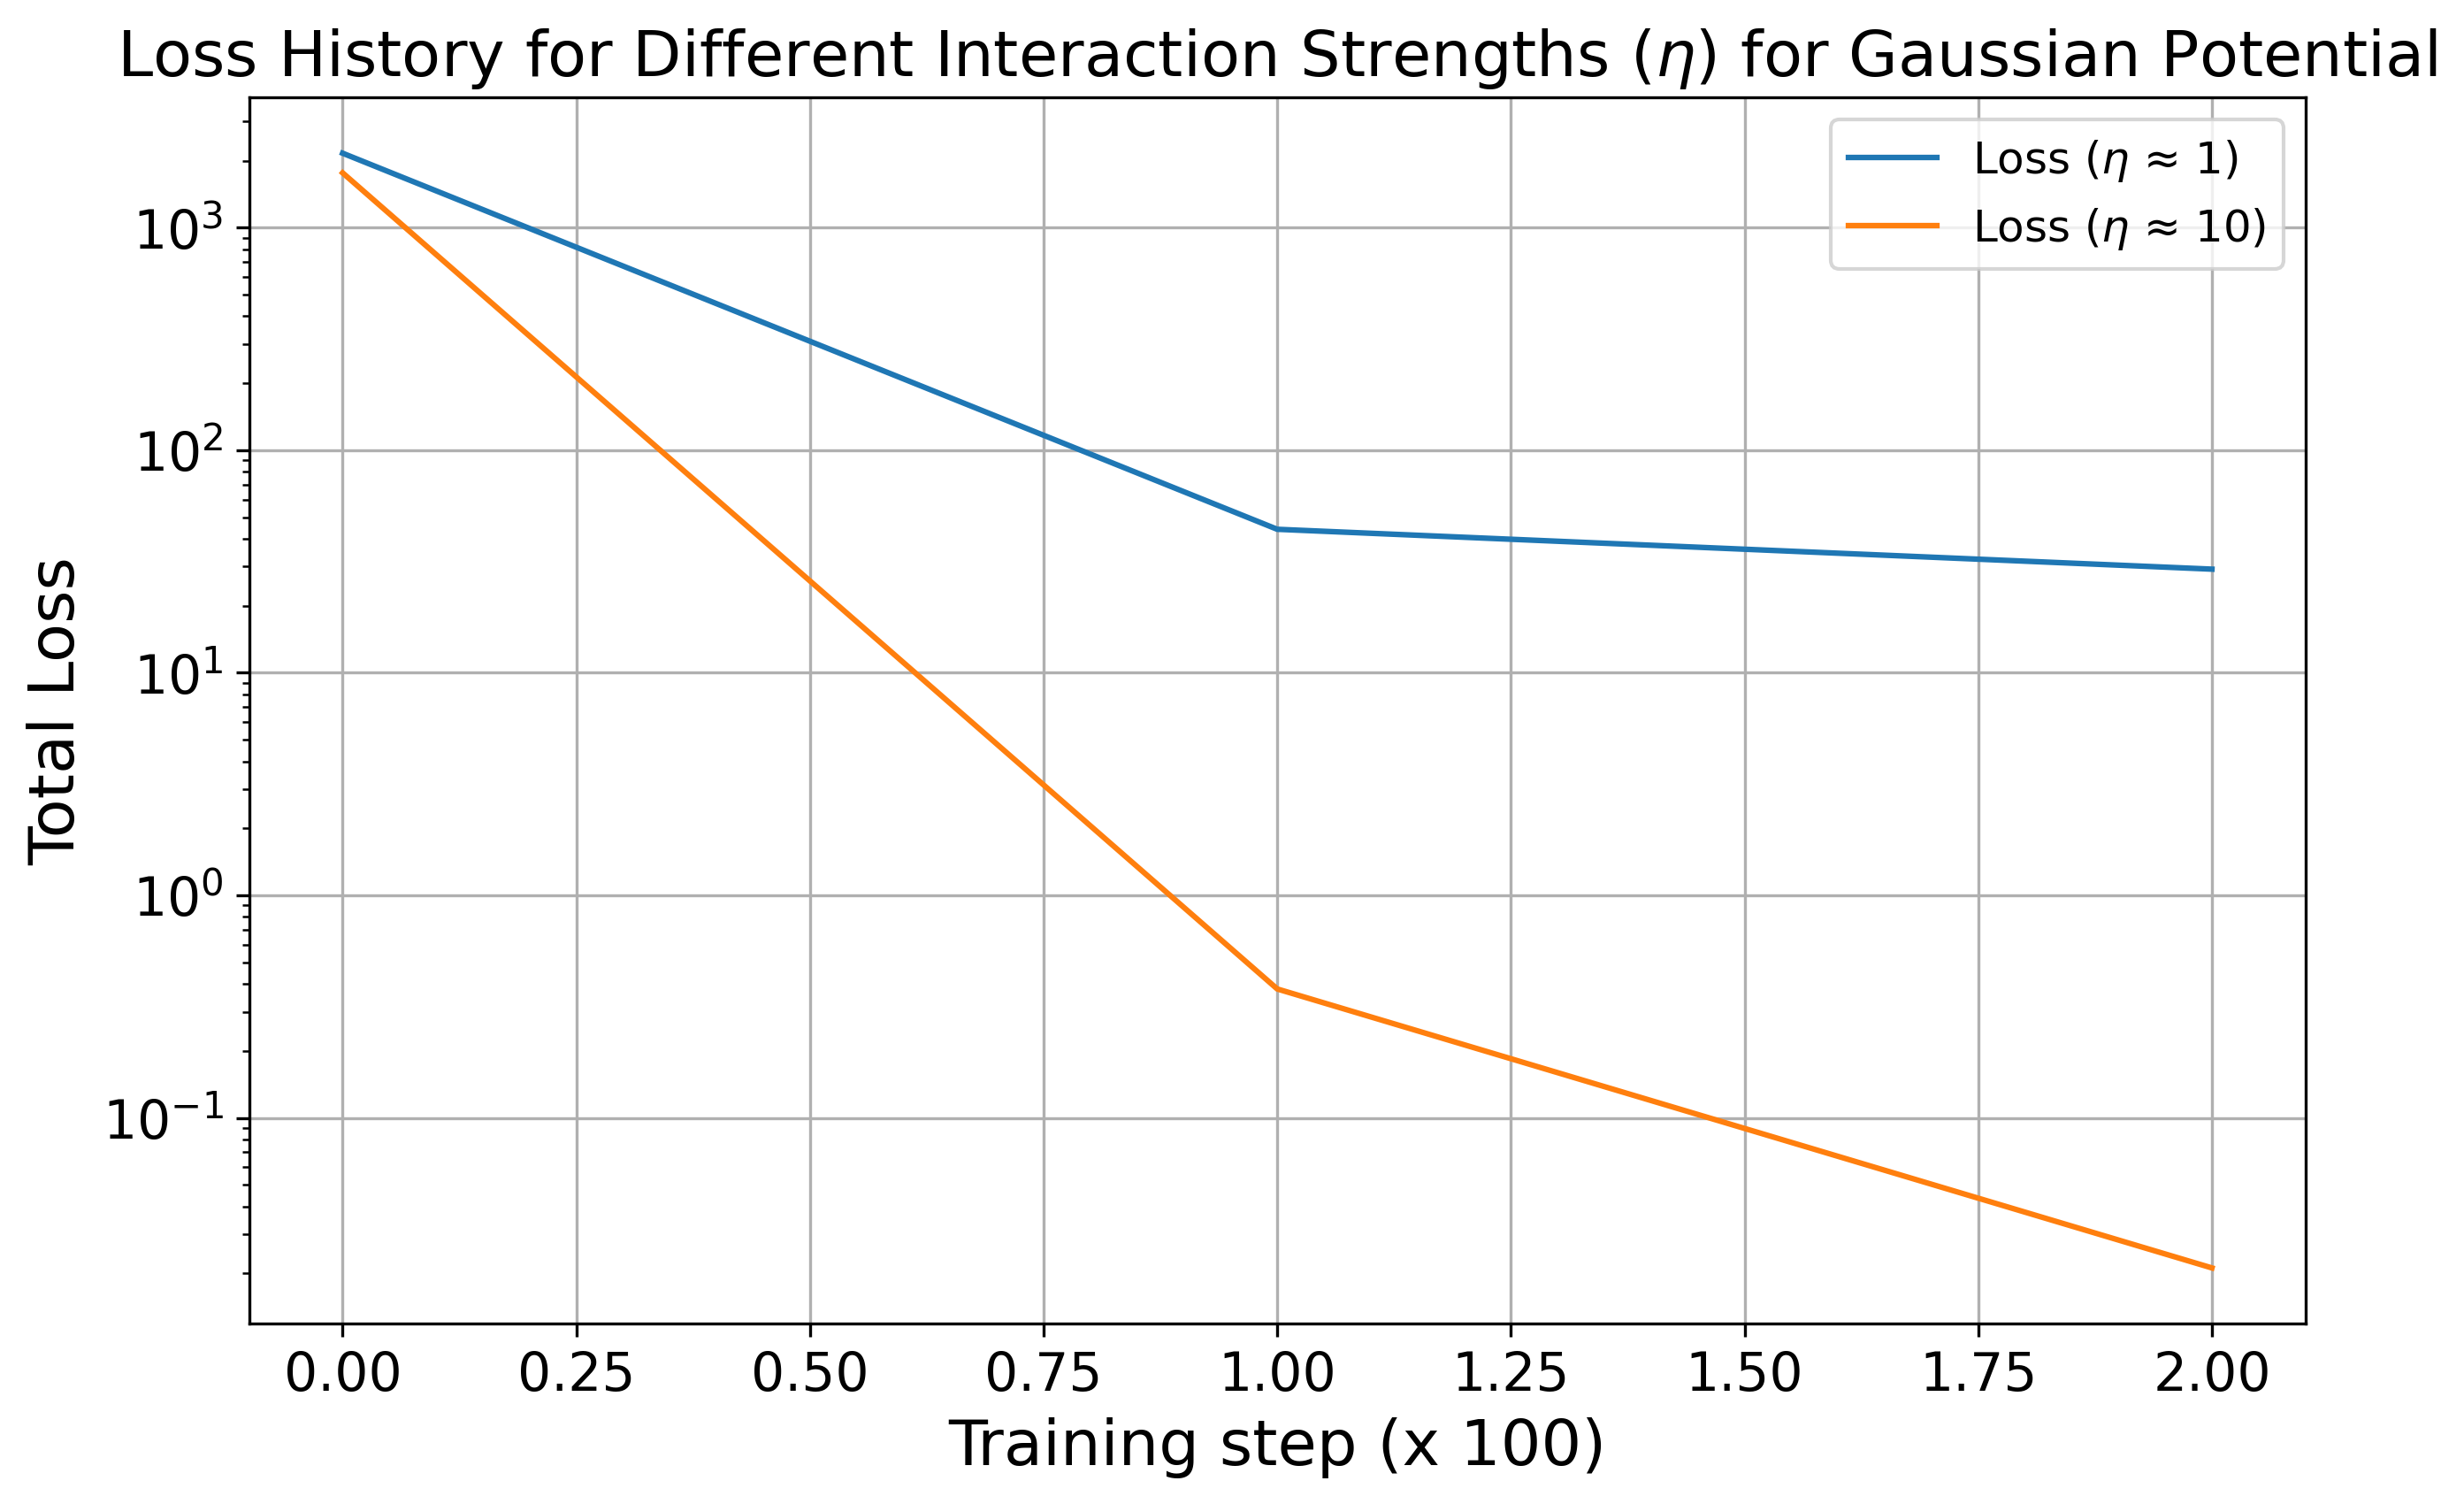 Loss History for Different Interaction Strengths (η) for Gaussian Potential
Loss (η ≈ 1)
Loss (η ≈ 10)
10³
10²
10¹
10⁰
10⁻¹
Total Loss
0.00 0.25 0.50 0.75 1.00 1.25 1.50 1.75 2.00
Training step (x 100)